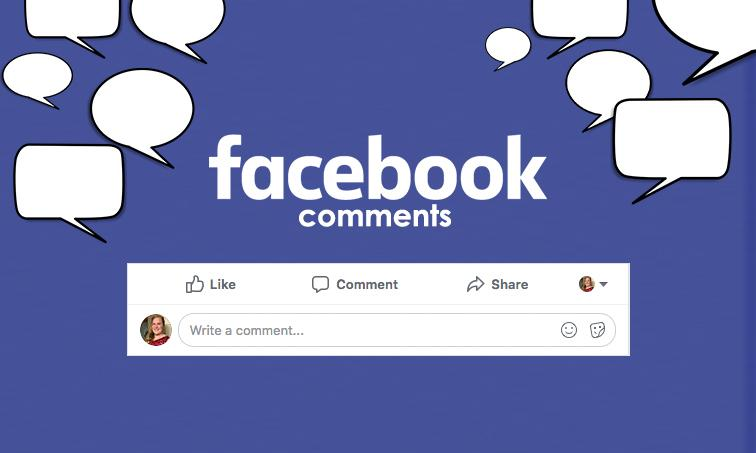 facebook
comments
Like Comment Share
Write a comment...